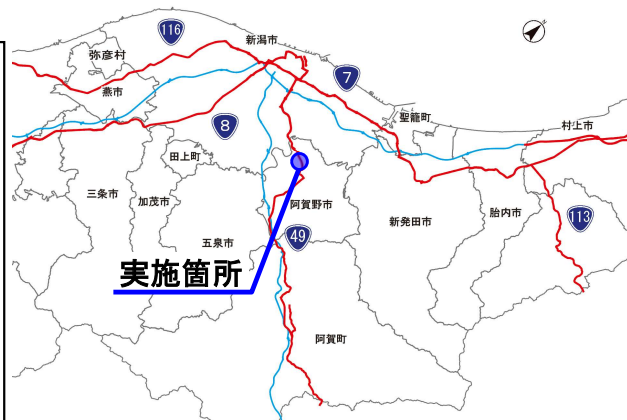 116
新潟市
弥彦村
7
燕市
聖籠町
村上市
8
田上町
三条市
加茂市
阿賀野市
新発田市
胎内市
113
五泉市
49
実施箇所
阿賀町